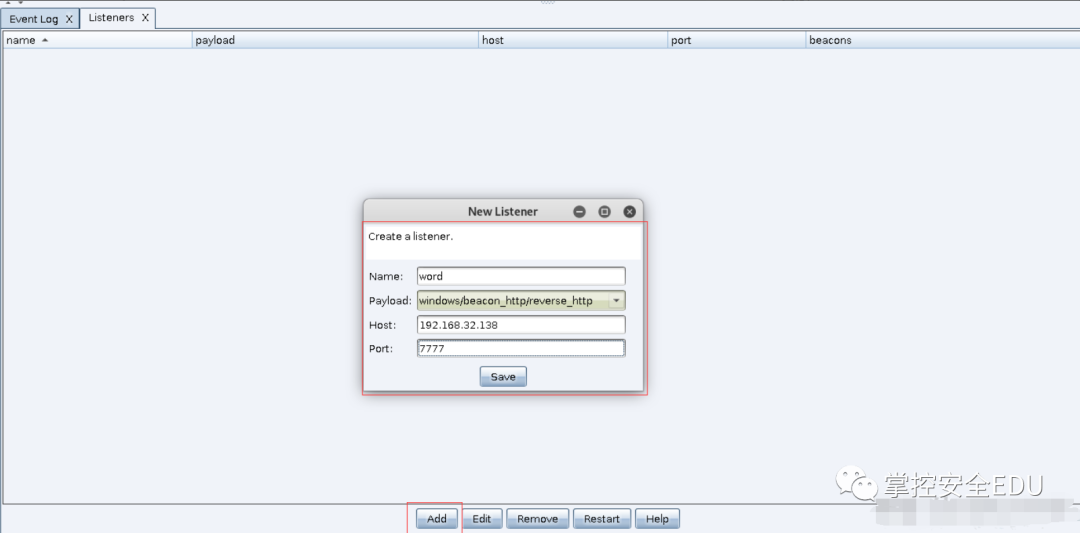 Event Log X Listeners X
name payload host port beacons
New Listener
Create a listener.
Name: word
Payload: windows/beacon_http/reverse_http
Host: 192.168.32.138
Port: 7777
Save
掌控安全EDU
Add Edit Remove Restart Help